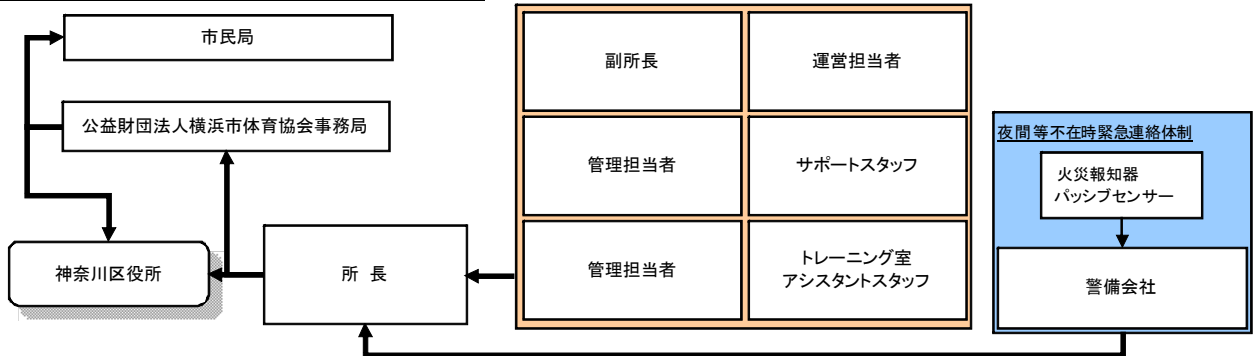 市民局
公益財団法人横浜市体育協会事務局
神奈川区役所
所 長
副所長
運営担当者
管理担当者
サポートスタッフ
管理担当者
トレーニング室
アシスタントスタッフ
夜間等不在時緊急連絡体制
火災報知器
パッシブセンサー
警備会社